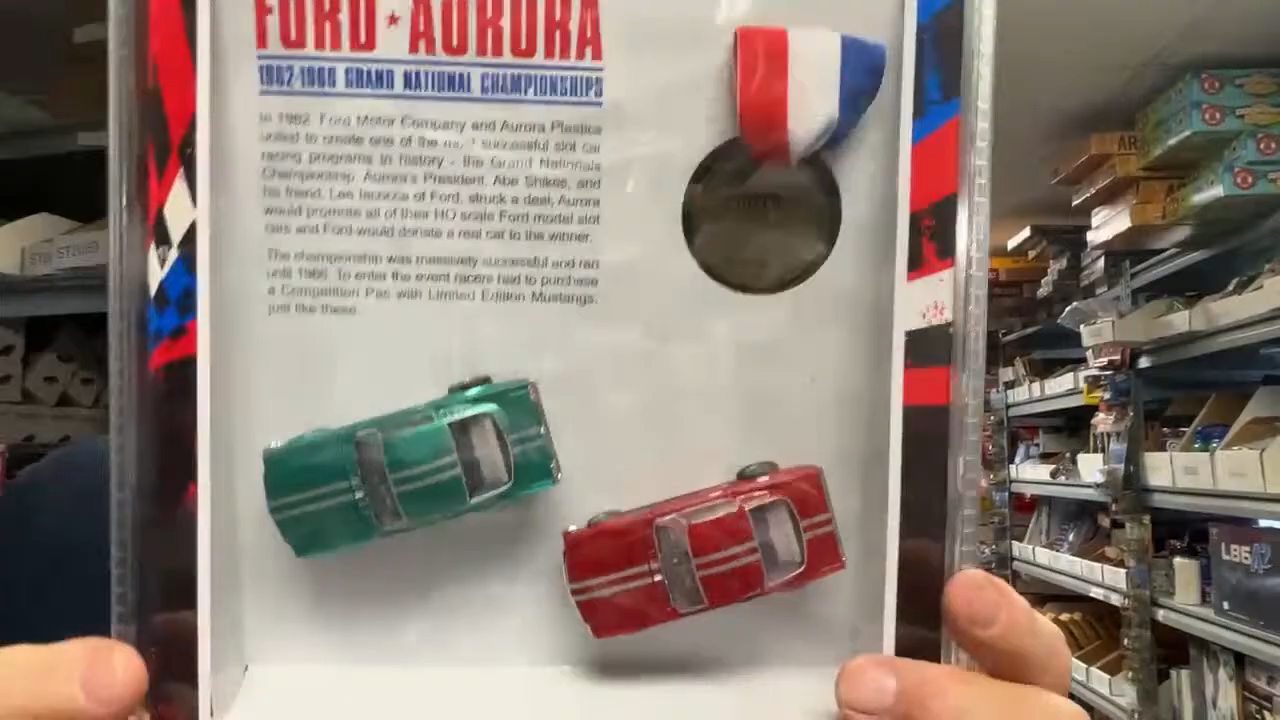 FORD★AURORA
1962-1966 GRAND NATIONAL CHAMPIONSHIPS
In 1962, Ford Motor Company and Aurora Plastics
united to create one of the most successful slot car
racing programs in history - the Grand Nationals
Championship. Aurora's President, Abe Shikes, and
his friend, Lee Iacocca of Ford, struck a deal, Aurora
would promote all of their HO scale Ford model slot
cars and Ford would donate a real car to the winner.
The championship was massively successful and ran
until 1966. To enter the event racers had to purchase
a Competition Pac with Limited Edition Mustangs,
just like these.